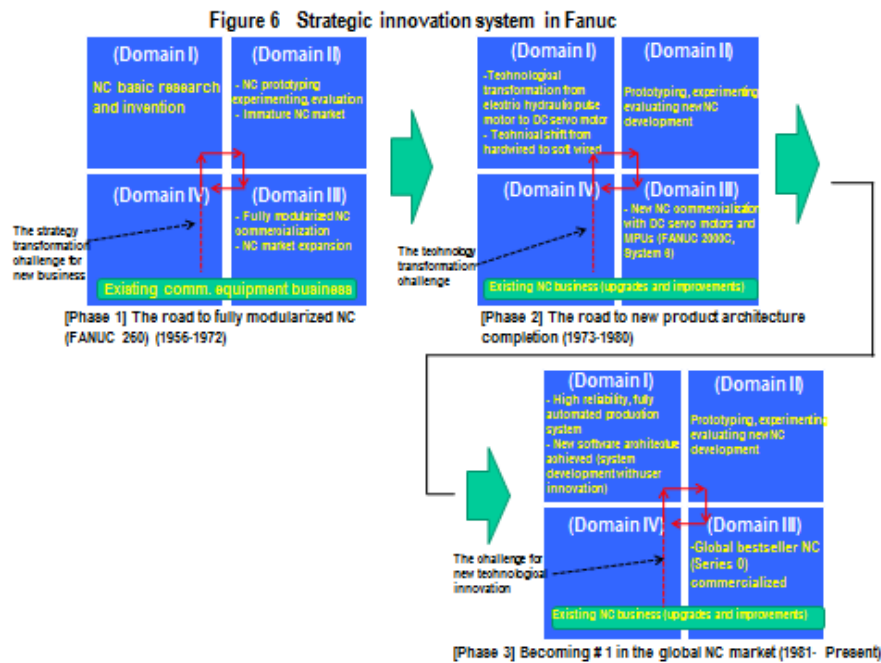 Figure 6 Strategic innovation system in Fanuc
(Domain I)
NC basic research
and invention
(Domain II)
- NC prototyping
experimenting, evaluation
- Immature NC market
(Domain IV)
(Domain III)
- Fully modularized NC
commercialization
- NC market expansion
The strategy
transformation
challenge for
new business
Existing comm. equipment business
[Phase 1] The road to fully modularized NC
(FANUC 260) (1956-1972)
(Domain I)
-Technological
transformation from
electric hydraulic pulse
motor to DC servo motor
- Technical shift from
hardwired to soft wired
(Domain II)
Prototyping, experimenting
evaluating new NC
development
(Domain IV)
(Domain III)
- New NC commercialization
with DC servo motors and
MPUs (FANUC 2000C,
System 6)
The technology
transformation
challenge
Existing NC business (upgrades and improvements)
[Phase 2] The road to new product architecture
completion (1973-1980)
(Domain I)
- High reliability, fully
automated production
system
- New software architecture
achieved (system
development with user
innovation)
(Domain II)
Prototyping, experimenting
evaluating new NC
development
(Domain IV)
(Domain III)
-Global bestseller NC
(Series 0)
commercialized
The challenge for
new technological
innovation
Existing NC business (upgrades and improvements)
[Phase 3] Becoming # 1 in the global NC market (1981- Present)